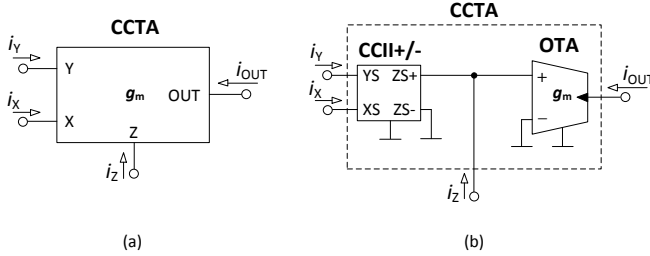 CCTA
iY
Y
gm
iOUT
OUT
iX
X
Z
iZ
(a)
CCTA
iY
CCII+/-
OTA
YS ZS+
+
iX
gm
iOUT
XS ZS-
−
iZ
(b)